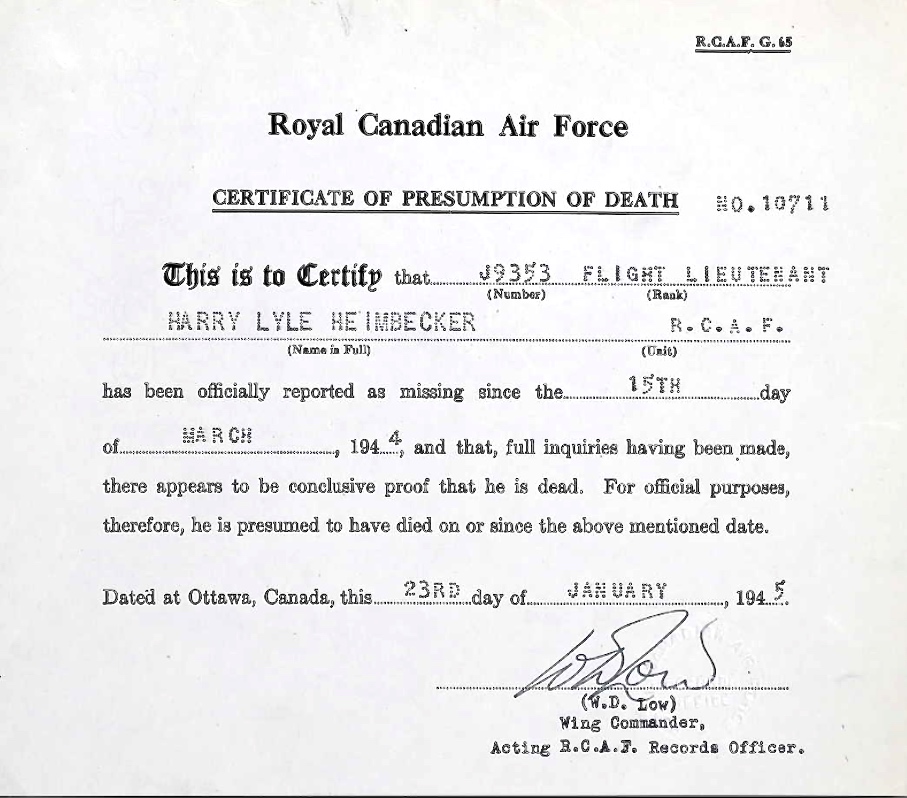 R.C.A.F. G. 65
Royal Canadian Air Force
CERTIFICATE OF PRESUMPTION OF DEATH NO.10711
This is to Certify that J9353 FLIGHT LIEUTENANT
(Number) (Rank)
HARRY LYLE HEIMBECKER R.C.A.F.
(Name in Full) (Unit)
has been officially reported as missing since the 15TH day
of MARCH, 1944, and that, full inquiries having been made,
there appears to be conclusive proof that he is dead. For official purposes,
therefore, he is presumed to have died on or since the above mentioned date.
Dated at Ottawa, Canada, this 23RD day of JANUARY, 1945.
WDLow
(W.D. Low)
Wing Commander,
Acting R.C.A.F. Records Officer.